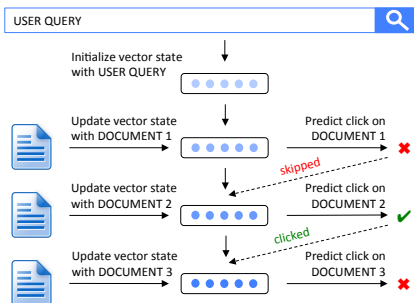 USER QUERY
Initialize vector state
with USER QUERY
Update vector state
with DOCUMENT 1
Predict click on
DOCUMENT 1
skipped
Update vector state
with DOCUMENT 2
Predict click on
DOCUMENT 2
clicked
Update vector state
with DOCUMENT 3
Predict click on
DOCUMENT 3